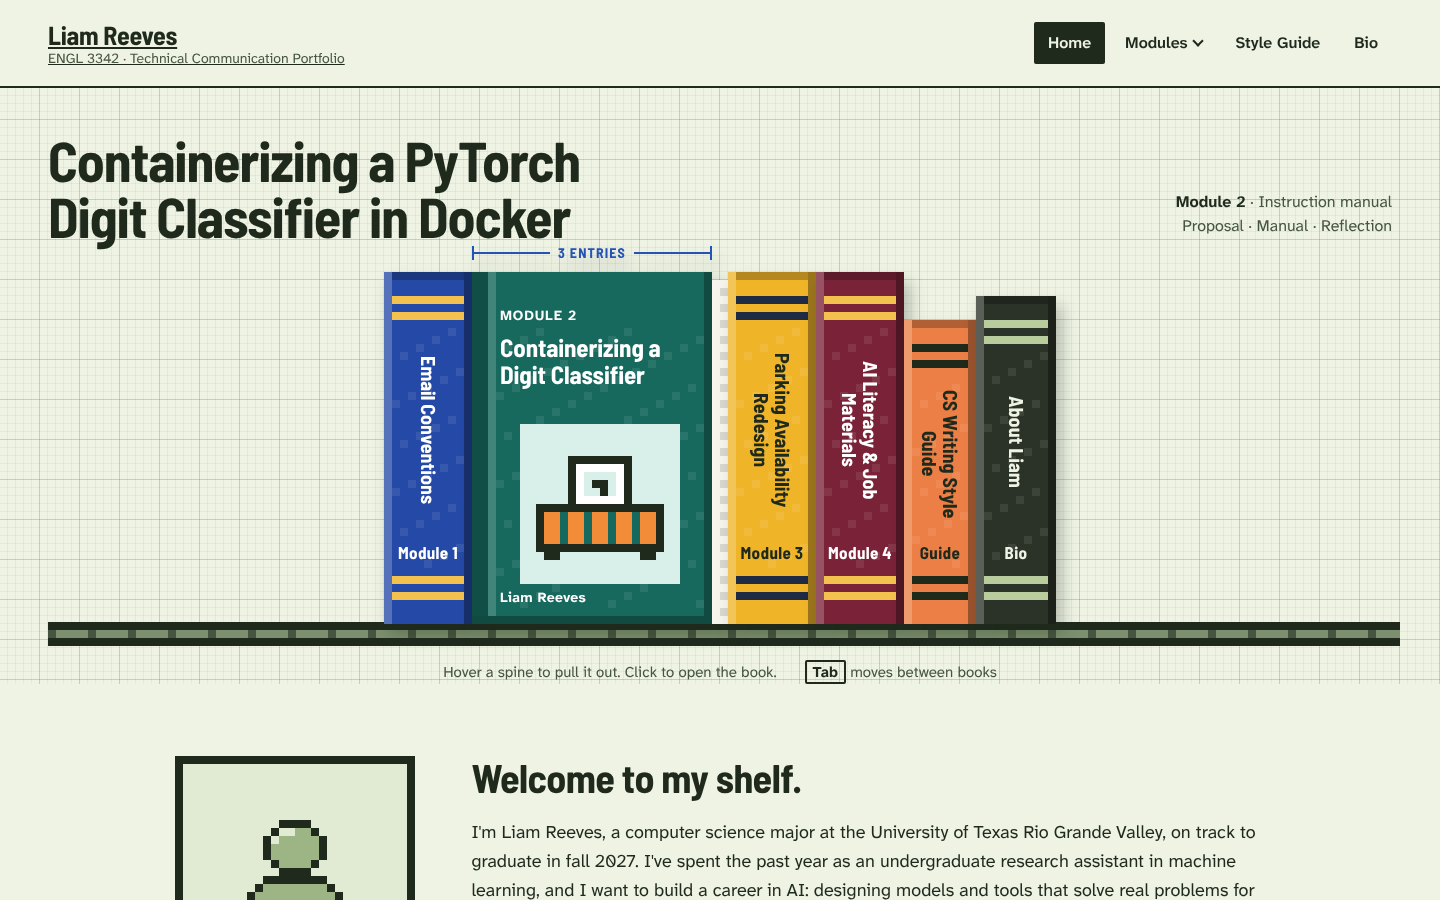 Liam Reeves
ENGL 3342 · Technical Communication Portfolio
Home
Modules
Style Guide
Bio
Containerizing a PyTorch
Digit Classifier in Docker
Module 2 · Instruction manual
Proposal · Manual · Reflection
3 ENTRIES
Email Conventions
Module 1
MODULE 2
Containerizing a
Digit Classifier
Liam Reeves
Parking Availability
Redesign
Module 3
AI Literacy & Job
Materials
Module 4
CS Writing Style
Guide
Guide
About Liam
Bio
Hover a spine to pull it out. Click to open the book.
Tab moves between books
Welcome to my shelf.
I'm Liam Reeves, a computer science major at the University of Texas Rio Grande Valley, on track to
graduate in fall 2027. I've spent the past year as an undergraduate research assistant in machine
learning, and I want to build a career in AI: designing models and tools that solve real problems for